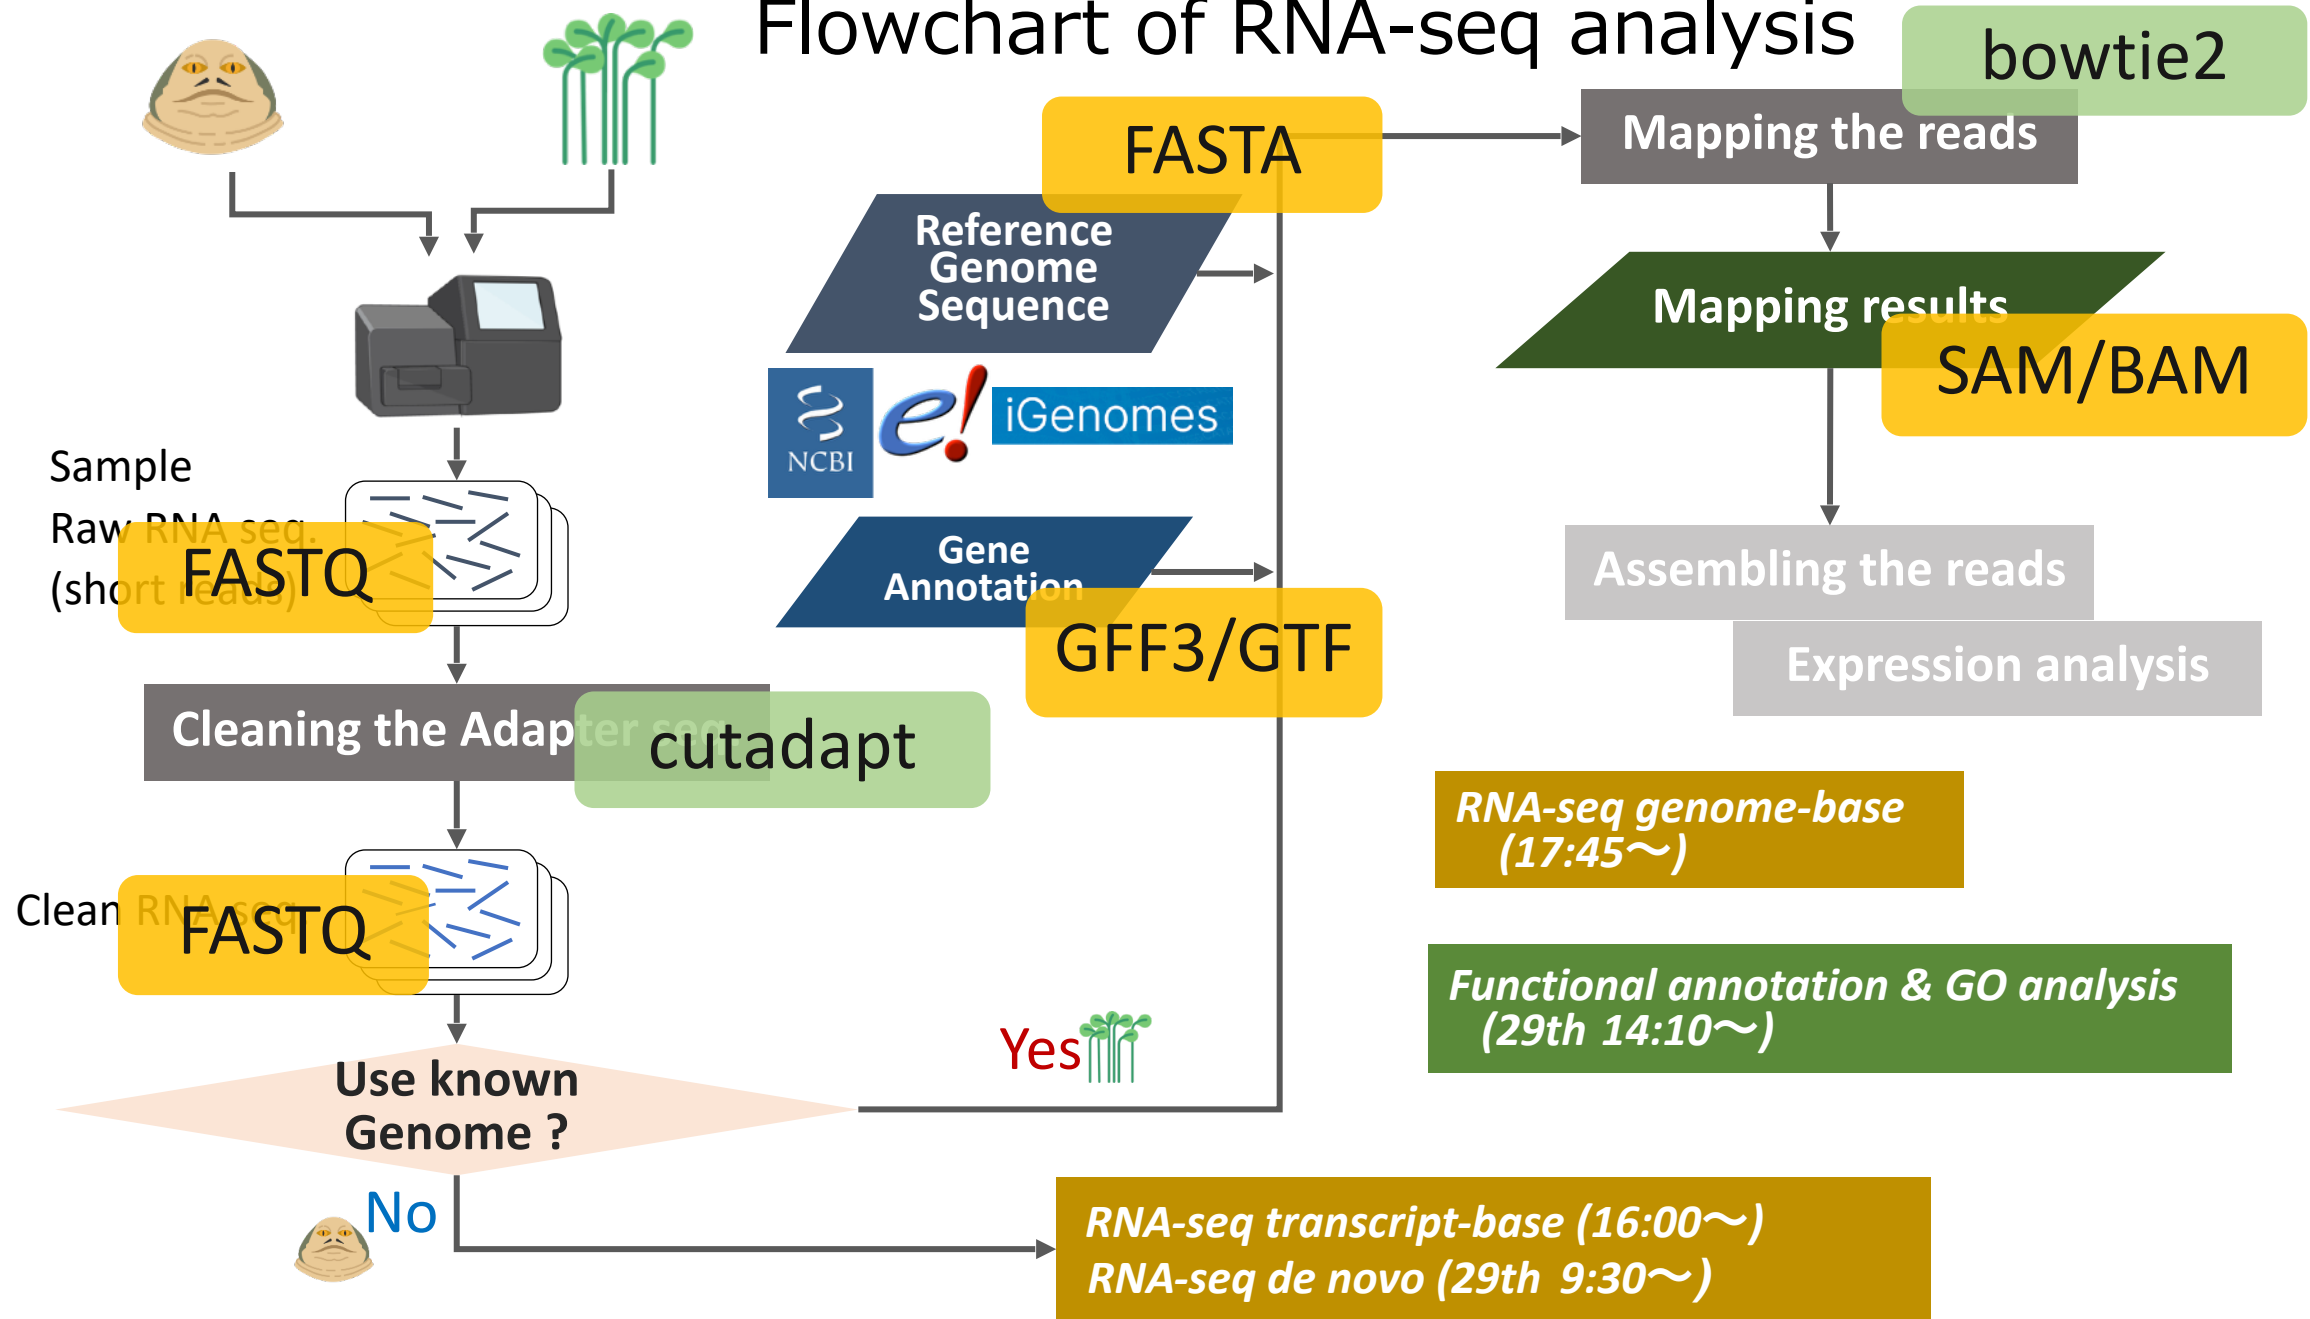 Flowchart of RNA-seq analysis
bowtie2
FASTA
Mapping the reads
Reference
Genome
Sequence
Mapping results
SAM/BAM
NCBI
e!
iGenomes
Sample
Raw RNA seq.
(short reads)
FASTQ
Gene
Annotation
GFF3/GTF
Assembling the reads
Expression analysis
Cleaning the Adapter seq.
cutadapt
RNA-seq genome-base
(17:45～)
Clean RNA seq
FASTQ
Functional annotation & GO analysis
(29th 14:10～)
Use known
Genome ?
Yes
No
RNA-seq transcript-base (16:00～)
RNA-seq de novo (29th 9:30～)